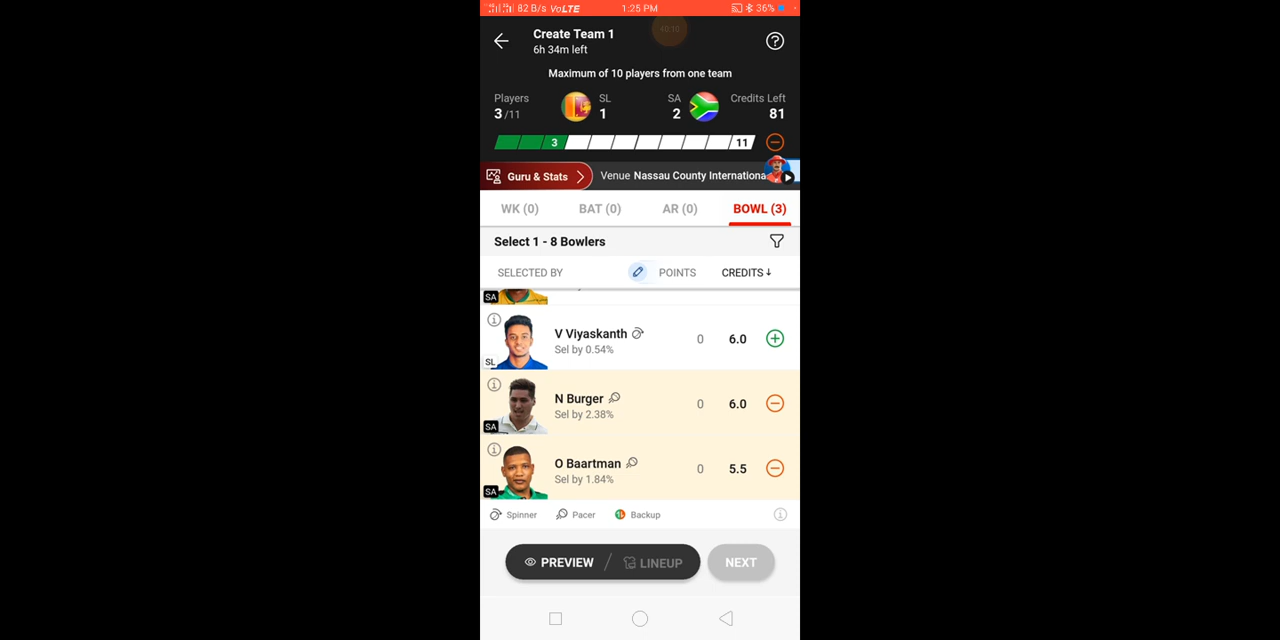 82 B/s VoLTE 1:25 PM 36%
Create Team 1
6h 34m left
Maximum of 10 players from one team
Players SL SA Credits Left
3/11 1 2 81
3 11
Guru & Stats Venue Nassau County Internationa
WK (0) BAT (0) AR (0) BOWL (3)
Select 1 - 8 Bowlers
SELECTED BY POINTS CREDITS↓
SA
V Viyaskanth 0 6.0
Sel by 0.54%
SL
N Burger 0 6.0
Sel by 2.38%
SA
O Baartman 0 5.5
Sel by 1.84%
SA
Spinner Pacer Backup
PREVIEW / LINEUP NEXT